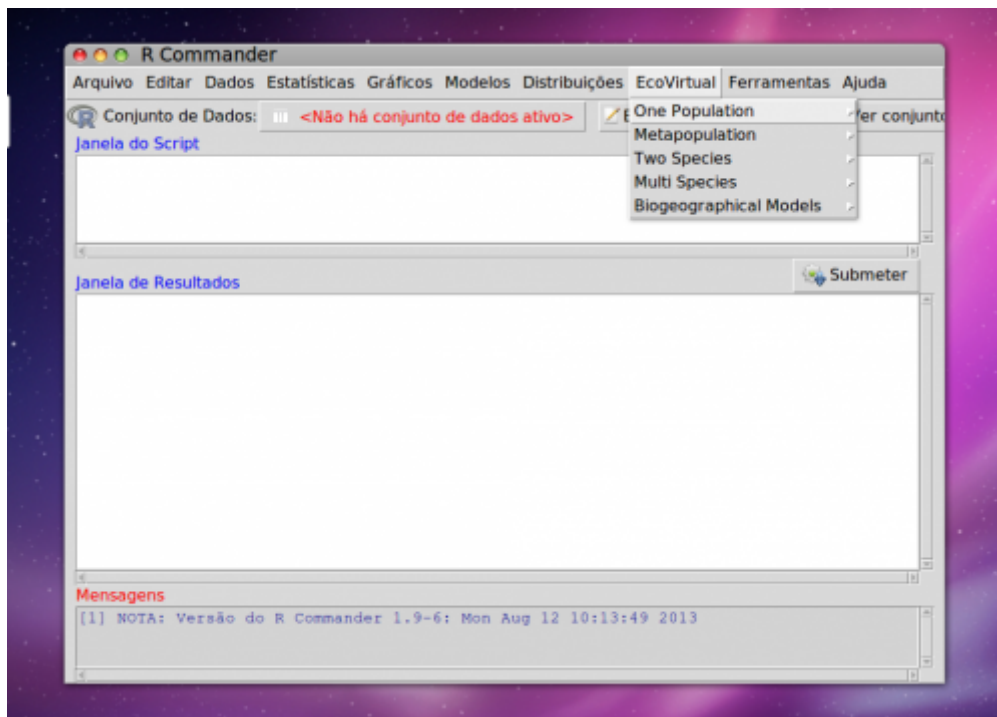 R Commander
Arquivo Editar Dados Estatísticas Gráficos Modelos Distribuições EcoVirtual Ferramentas Ajuda
R Conjunto de Dados: <Não há conjunto de dados ativo>
One Population
Metapopulation
Two Species
Multi Species
Biogeographical Models
Janela do Script
Submeter
Janela de Resultados
Mensagens
[1] NOTA: Versão do R Commander 1.9-6: Mon Aug 12 10:13:49 2013